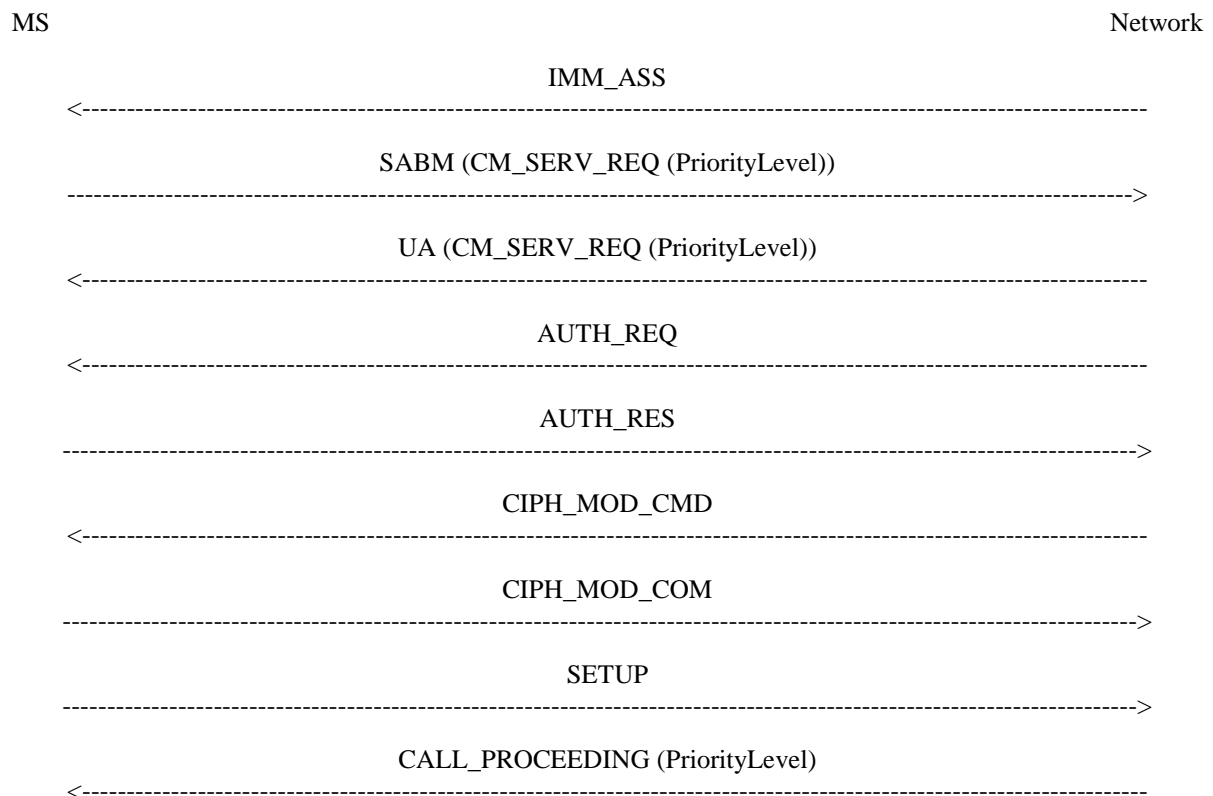 MS Network
IMM_ASS
SABM (CM_SERV_REQ (PriorityLevel))
UA (CM_SERV_REQ (PriorityLevel))
AUTH_REQ
AUTH_RES
CIPH_MOD_CMD
CIPH_MOD_COM
SETUP
CALL_PROCEEDING (PriorityLevel)